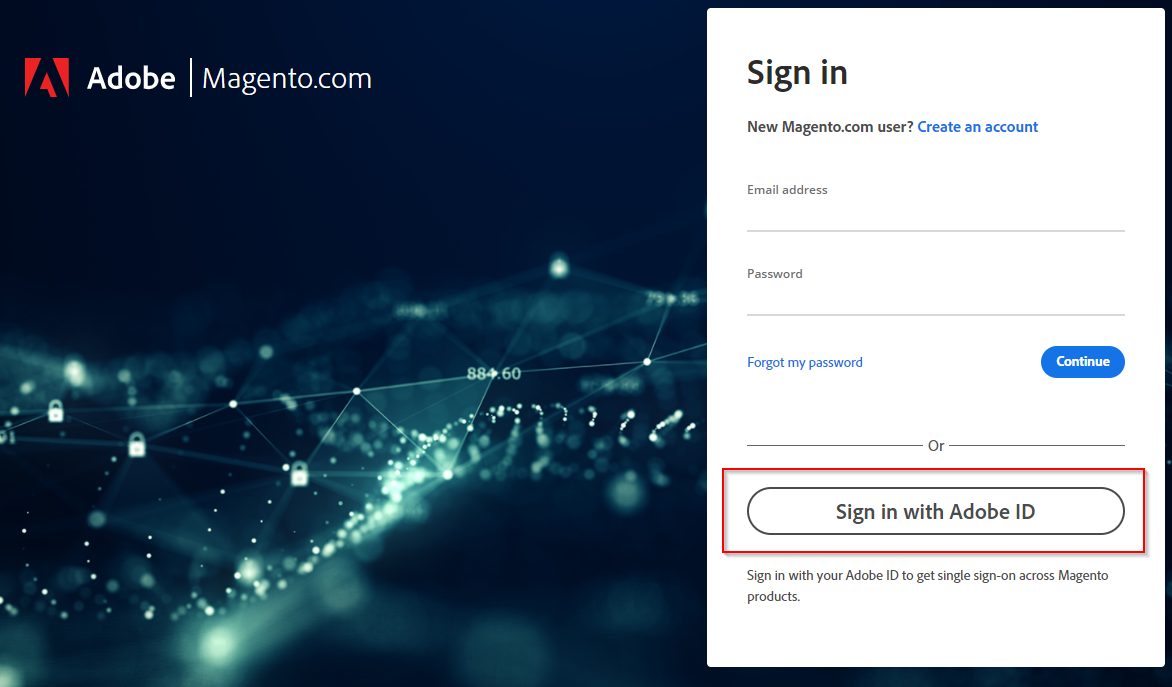 Adobe | Magento.com
Sign in
New Magento.com user? Create an account
Email address
Password
Forgot my password
Continue
Or
Sign in with Adobe ID
Sign in with your Adobe ID to get single sign-on across Magento
products.
884.60